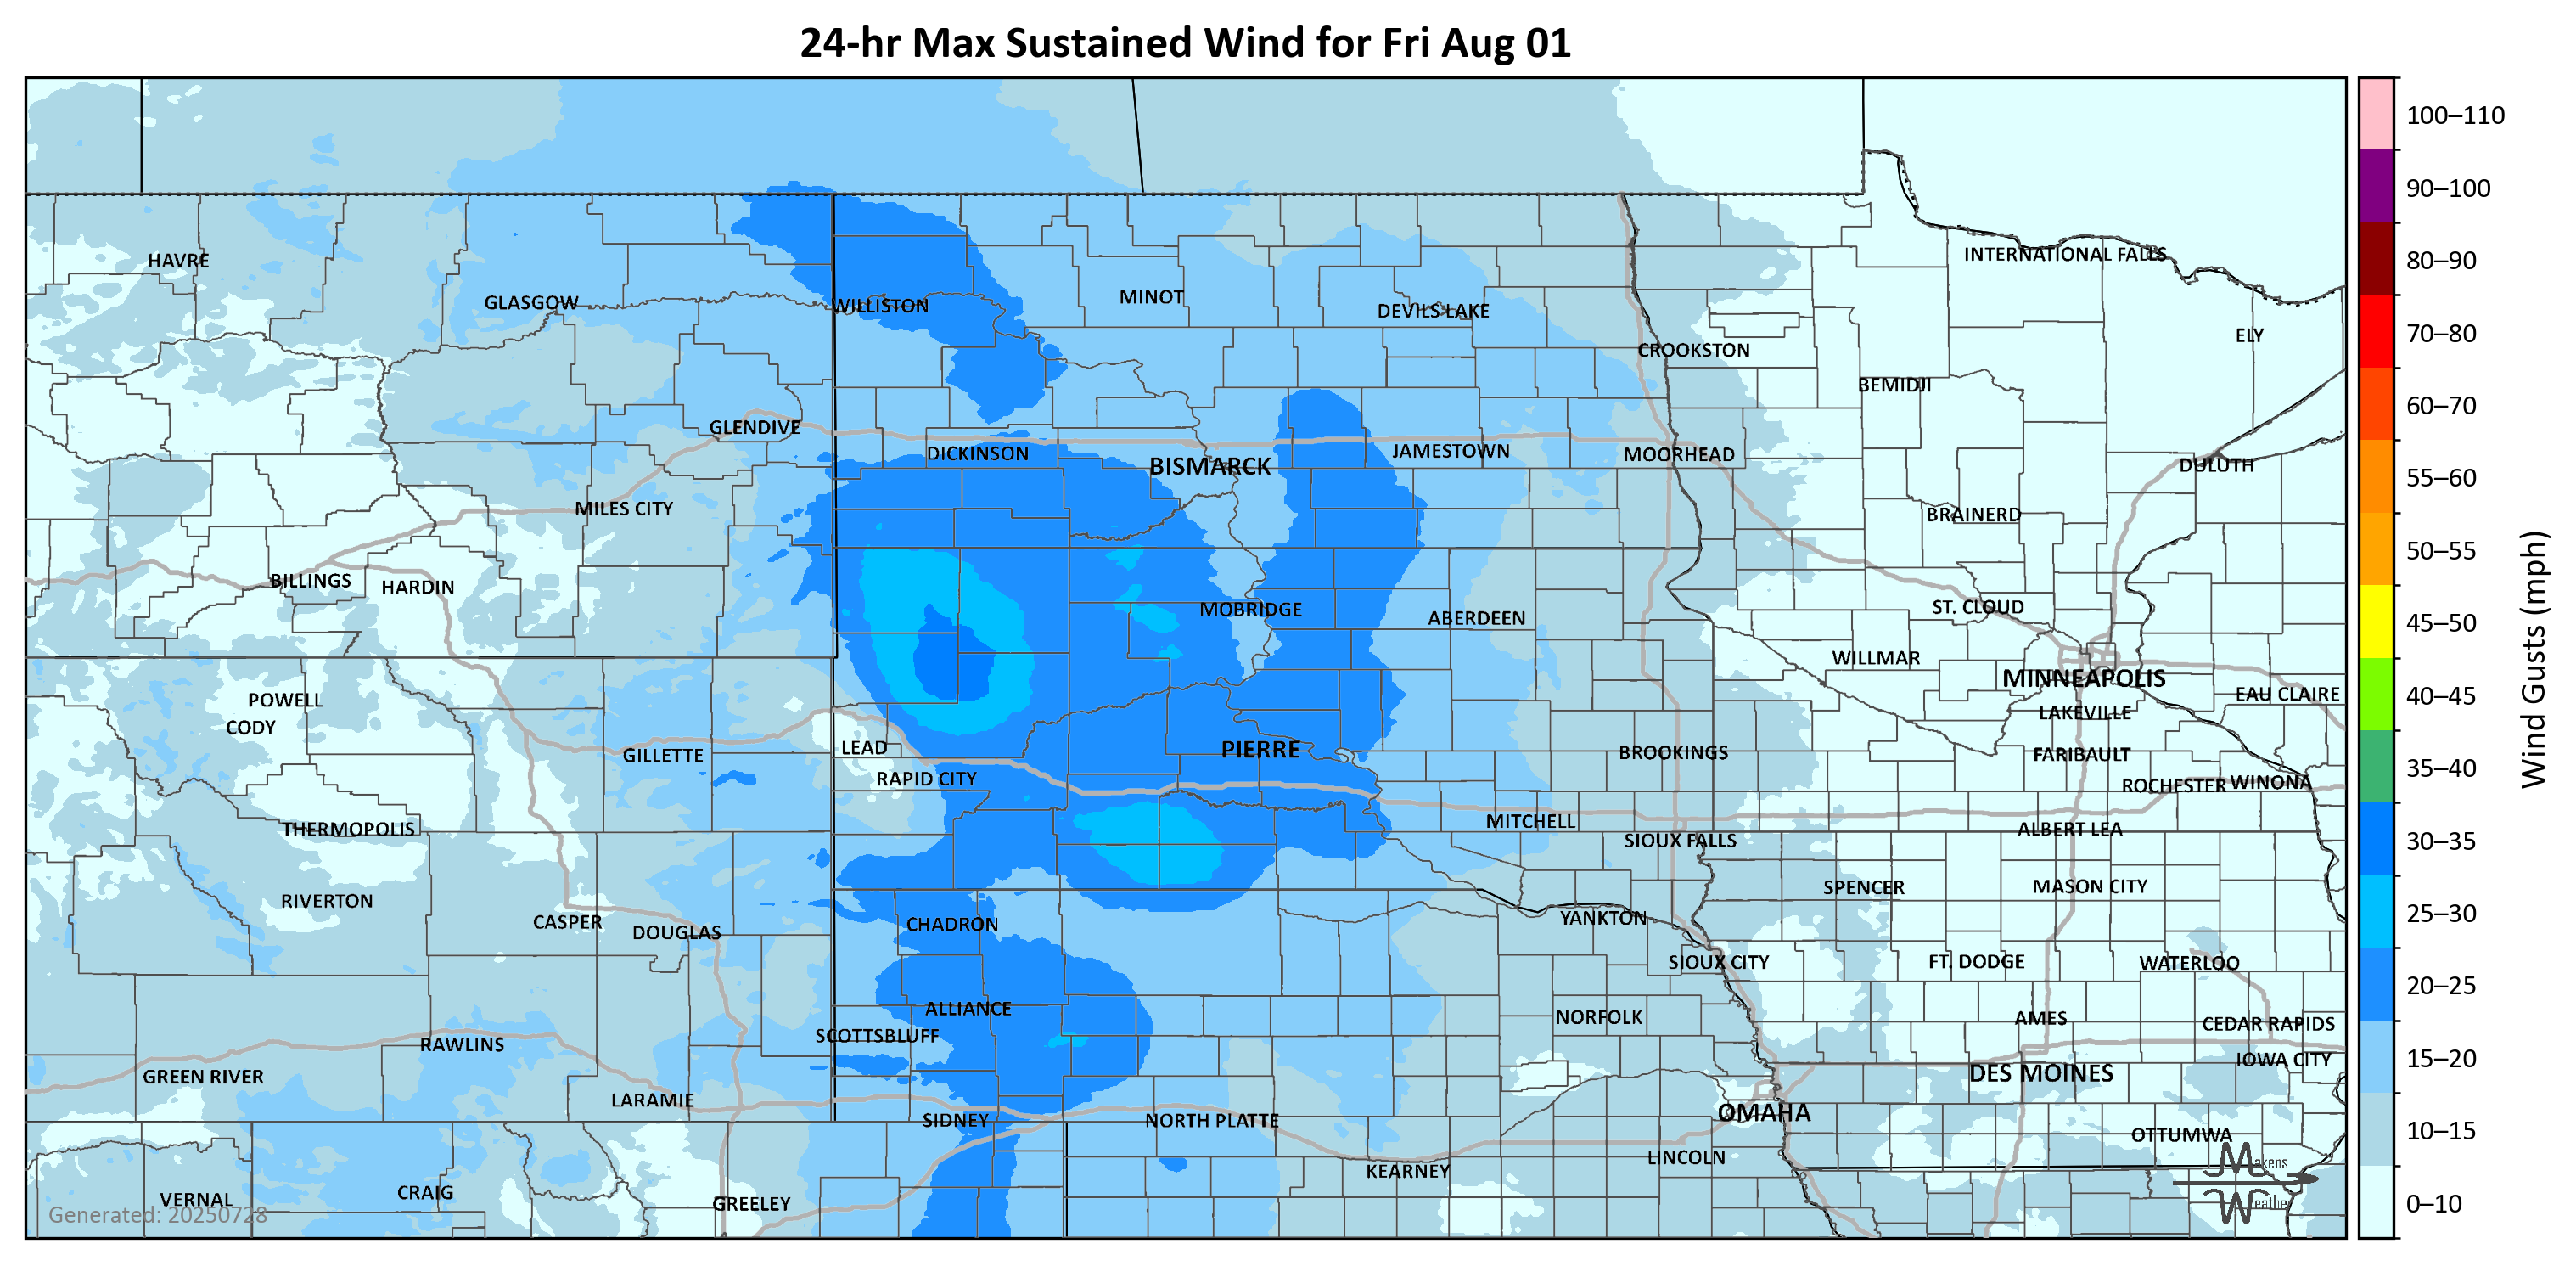 24-hr Max Sustained Wind for Fri Aug 01
HAVRE
GLASGOW
WILLISTON
MINOT
DEVILS LAKE
INTERNATIONAL FALLS
ELY
CROOKSTON
BEMIDJI
GLENDIVE
DICKINSON
BISMARCK
JAMESTOWN
MOORHEAD
DULUTH
MILES CITY
BRAINERD
BILLINGS
HARDIN
MOBRIDGE
ABERDEEN
ST. CLOUD
WILLMAR
MINNEAPOLIS
EAU CLAIRE
POWELL
CODY
LAKEVILLE
GILLETTE
LEAD
PIERRE
BROOKINGS
FARIBAULT
RAPID CITY
ROCHESTER
WINONA
THERMOPOLIS
MITCHELL
SIOUX FALLS
ALBERT LEA
RIVERTON
SPENCER
MASON CITY
CASPER
DOUGLAS
CHADRON
YANKTON
SIOUX CITY
FT. DODGE
WATERLOO
ALLIANCE
NORFOLK
AMES
CEDAR RAPIDS
SCOTTSBLUFF
RAWLINS
IOWA CITY
GREEN RIVER
DES MOINES
LARAMIE
SIDNEY
NORTH PLATTE
OMAHA
OTTUMWA
KEARNEY
LINCOLN
VERNAL
CRAIG
GREELEY
Generated: 20250728
Makens
Weather
100–110
90–100
80–90
70–80
60–70
55–60
50–55
45–50
40–45
35–40
30–35
25–30
20–25
15–20
10–15
0–10
Wind Gusts (mph)